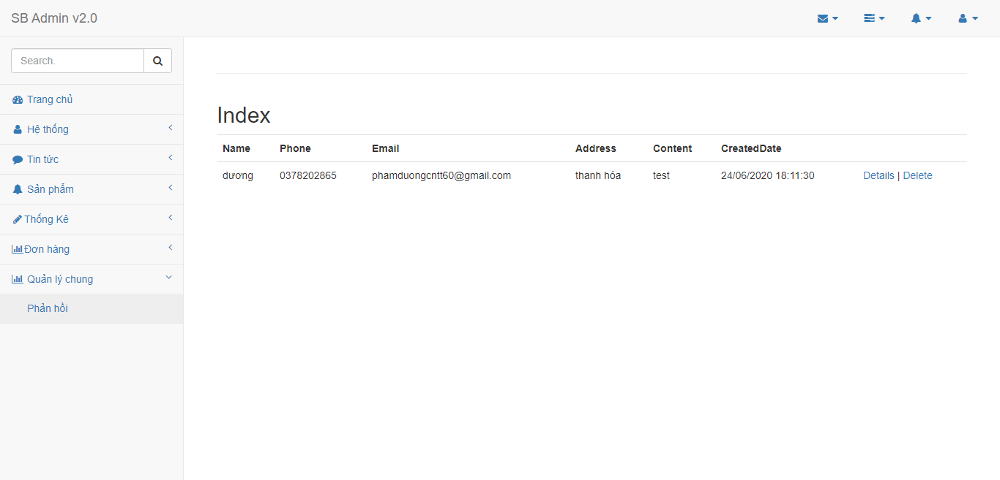 SB Admin v2.0
Search.
Trang chủ
Hệ thống
Tin tức
Sản phẩm
Thống Kê
Đơn hàng
Quản lý chung
Phản hồi
Index
Name Phone Email Address Content CreatedDate
dương 0378202865 phamduongcntt60@gmail.com thanh hóa test 24/06/2020 18:11:30 Details | Delete